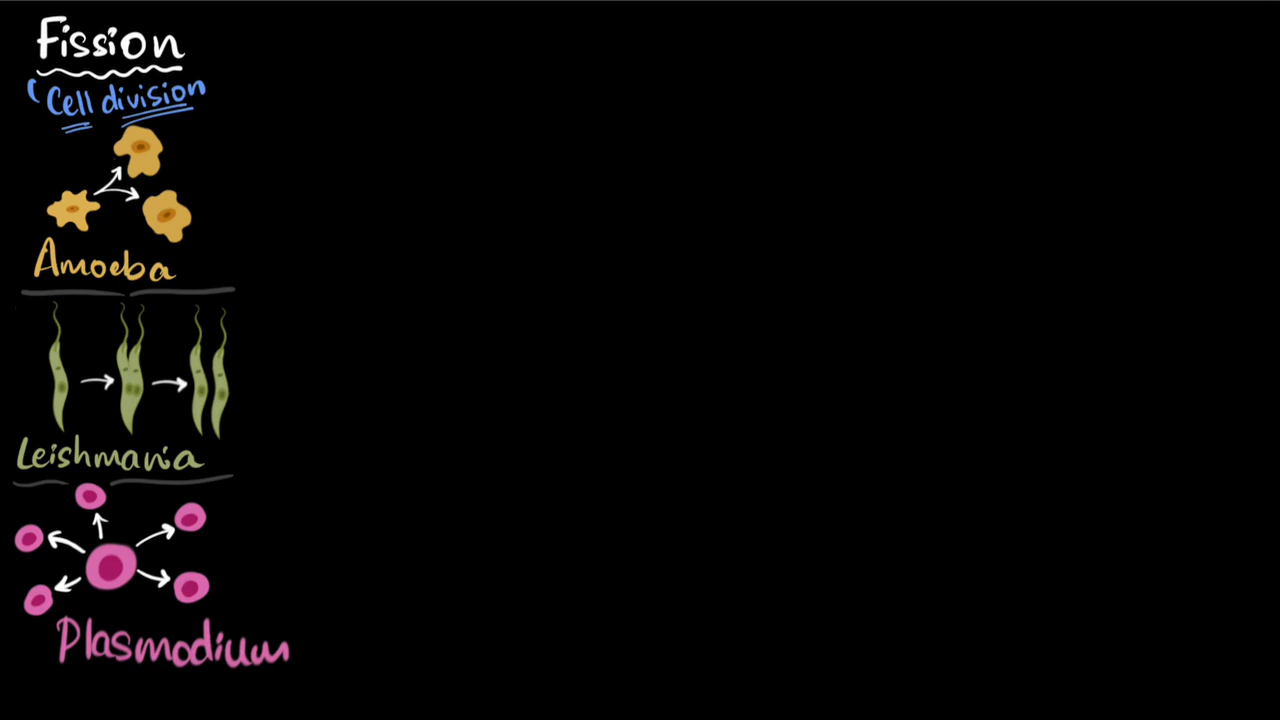 Fission
(Cell division
Amoeba
Leishmania
Plasmodium